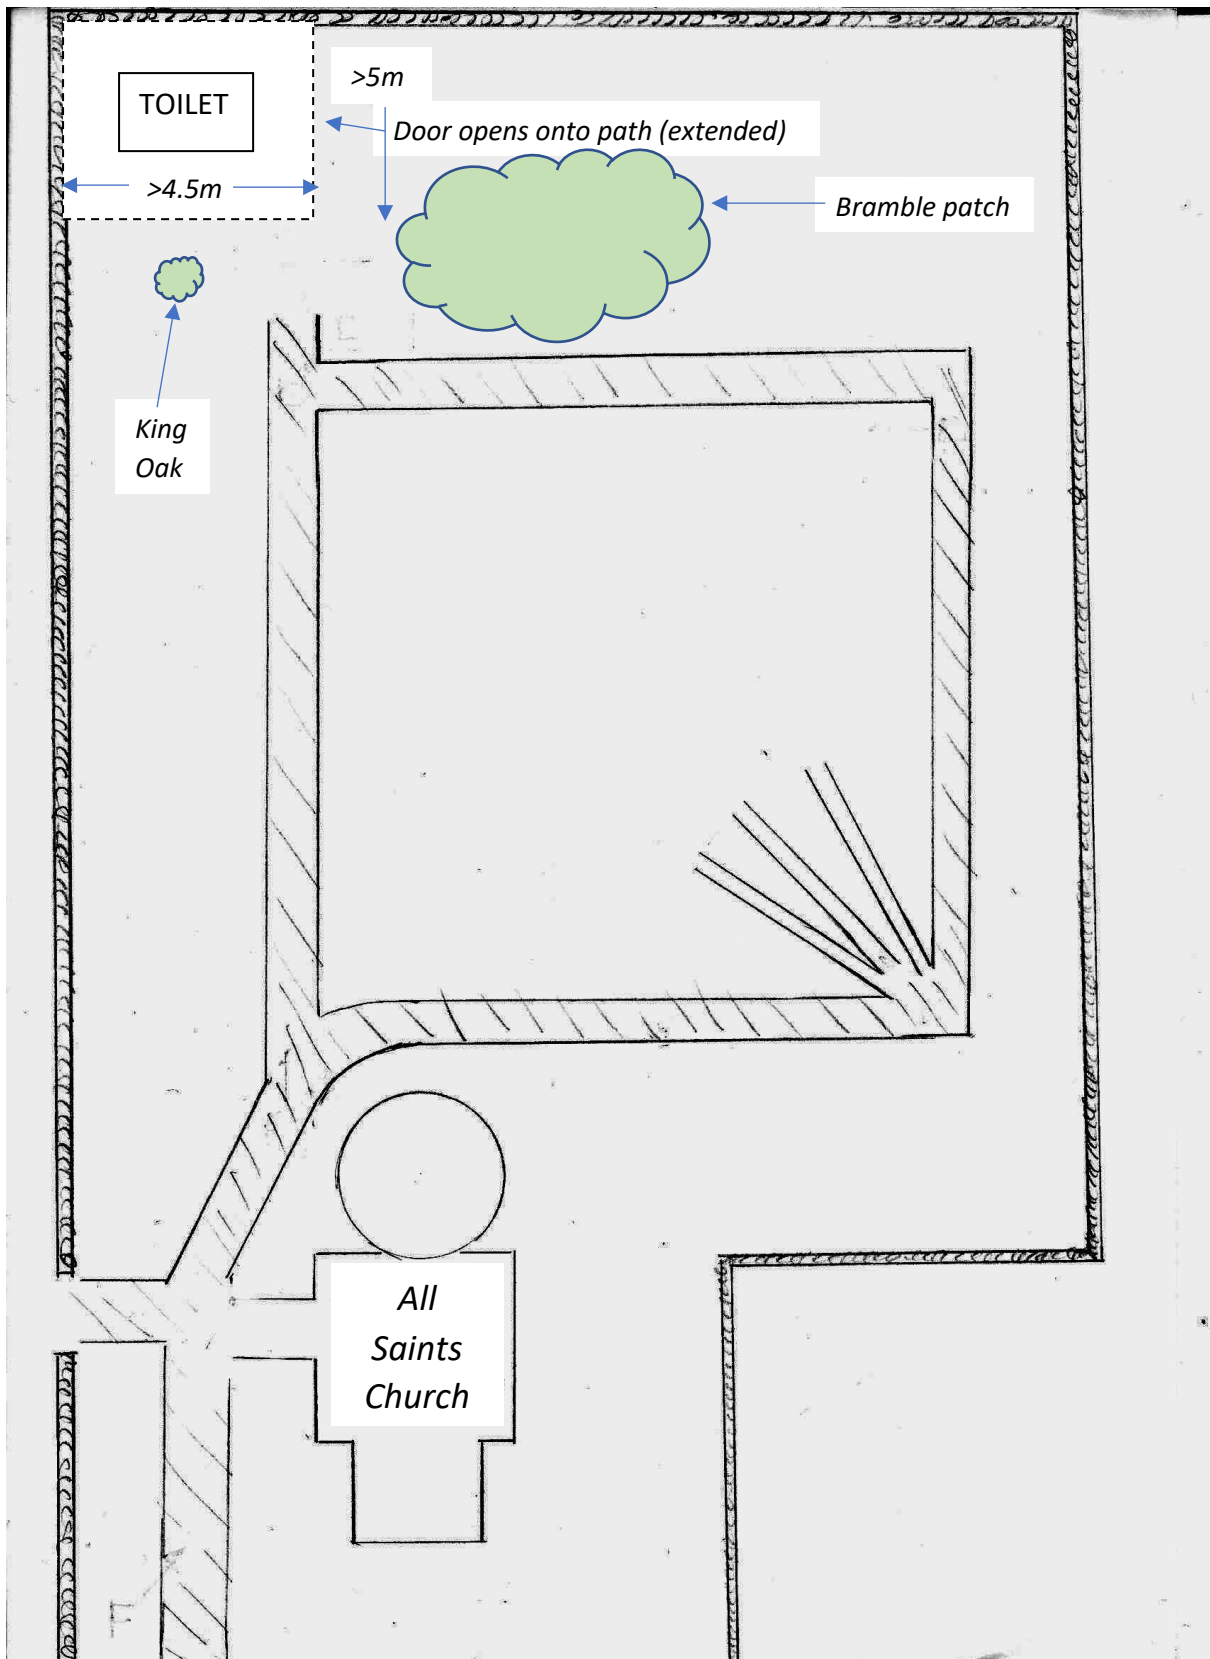 TOILET
>5m
Door opens onto path (extended)
>4.5m
Bramble patch
King
Oak
All
Saints
Church